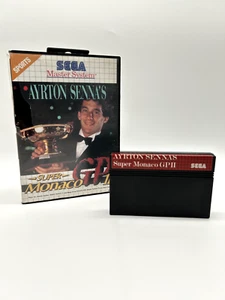 SPORTS
SEGA
Master System
AYRTON SENNA'S
SUPER
MONACO GP II
AYRTON SENNA'S
Super Monaco GP II
SEGA